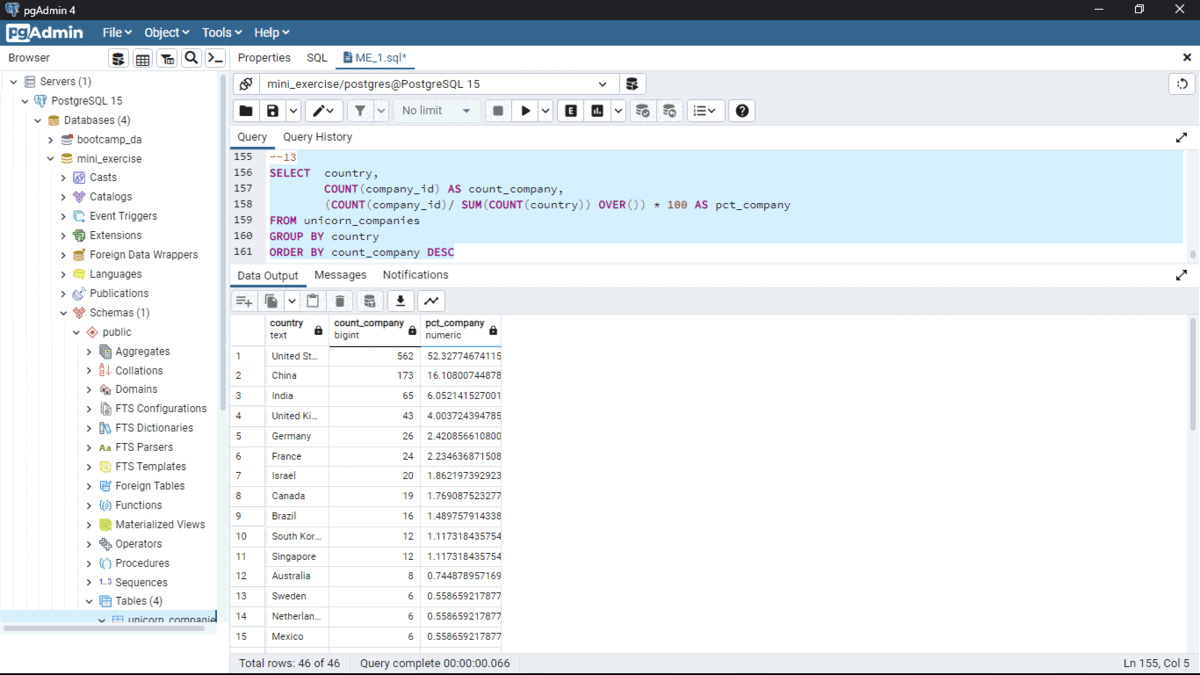 pgAdmin 4
pgAdmin File Object Tools Help
Browser
Properties SQL ME_1.sql*
Servers (1)
PostgreSQL 15
Databases (4)
bootcamp_da
mini_exercise
Casts
Catalogs
Event Triggers
Extensions
Foreign Data Wrappers
Languages
Publications
Schemas (1)
public
Aggregates
Collations
Domains
FTS Configurations
FTS Dictionaries
Aa FTS Parsers
FTS Templates
Foreign Tables
Functions
Materialized Views
Operators
Procedures
1..3 Sequences
Tables (4)
unicorn_companie
mini_exercise/postgres@PostgreSQL 15
No limit
E
Query Query History
155 --13
156 SELECT country,
157 COUNT(company_id) AS count_company,
158 (COUNT(company_id)/ SUM(COUNT(country)) OVER()) * 100 AS pct_company
159 FROM unicorn_companies
160 GROUP BY country
161 ORDER BY count_company DESC
Data Output Messages Notifications
country count_company pct_company
text bigint numeric
1 United St... 562 52.32774674115
2 China 173 16.10800744878
3 India 65 6.052141527001
4 United Ki... 43 4.003724394785
5 Germany 26 2.420856610800
6 France 24 2.234636871508
7 Israel 20 1.862197392923
8 Canada 19 1.769087523277
9 Brazil 16 1.489757914338
10 South Kor... 12 1.117318435754
11 Singapore 12 1.117318435754
12 Australia 8 0.744878957169
13 Sweden 6 0.558659217877
14 Netherlan... 6 0.558659217877
15 Mexico 6 0.558659217877
Total rows: 46 of 46 Query complete 00:00:00.066 Ln 155, Col 5